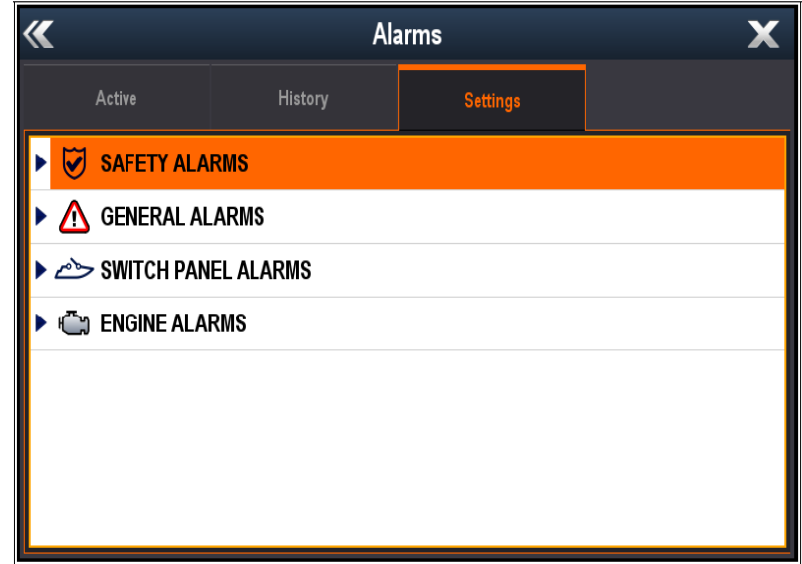 Alarms
Active History Settings
SAFETY ALARMS
GENERAL ALARMS
SWITCH PANEL ALARMS
ENGINE ALARMS